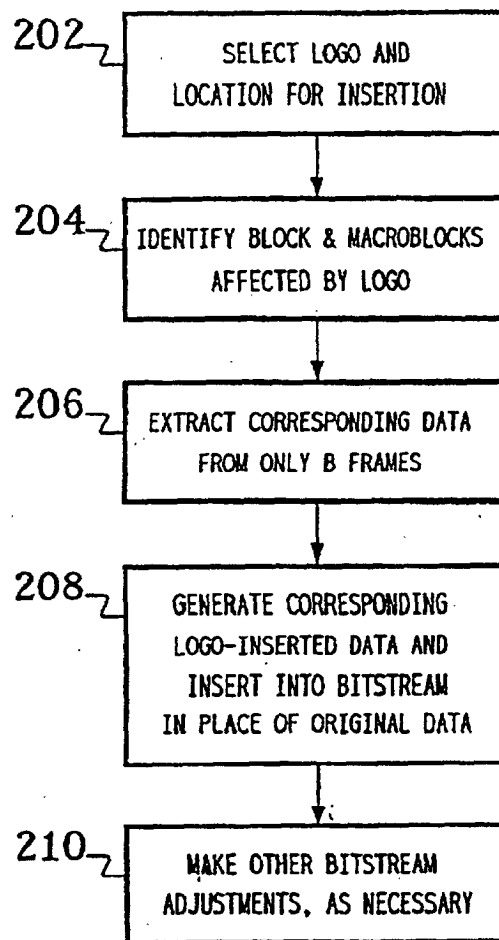 202
SELECT LOGO AND
LOCATION FOR INSERTION
204
IDENTIFY BLOCK & MACROBLOCKS
AFFECTED BY LOGO
206
EXTRACT CORRESPONDING DATA
FROM ONLY B FRAMES
208
GENERATE CORRESPONDING
LOGO-INSERTED DATA AND
INSERT INTO BITSTREAM
IN PLACE OF ORIGINAL DATA
210
MAKE OTHER BITSTREAM
ADJUSTMENTS, AS NECESSARY